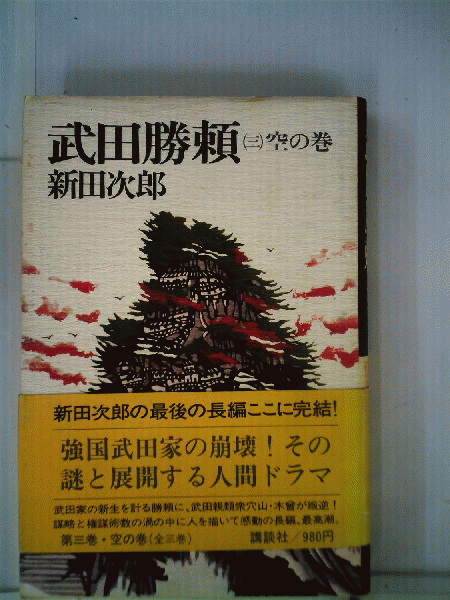 武田勝頼㈢空の巻
新田次郎
新田次郎の最後の長編ここに完結!
強国武田家の崩壊!その
謎と展開する人間ドラマ
武田家の新生を計る勝頼に、武田親類衆穴山・木曾が叛逆!
謀略と権謀術数の渦の中に人を描いて感動の長編、最高潮。
第三巻・空の巻(全三巻)
講談社/980円